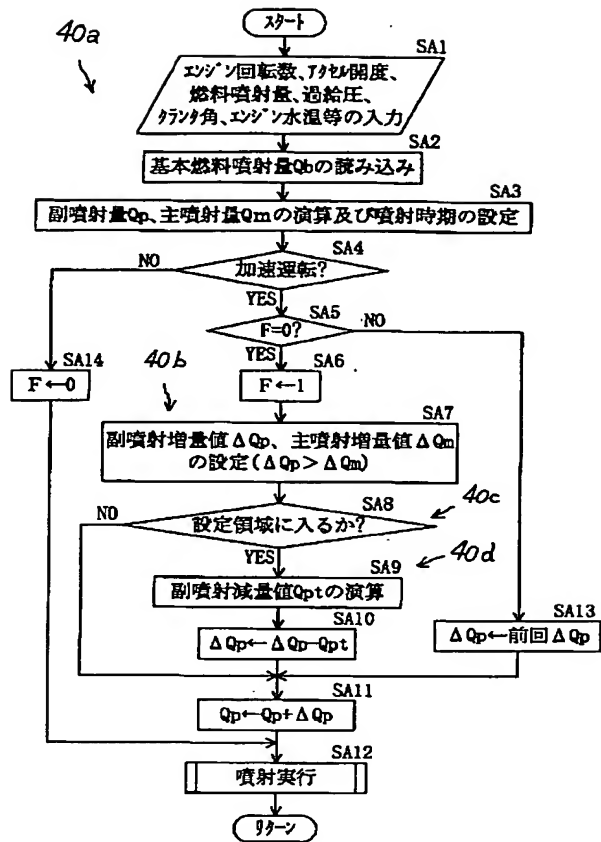 スタート
40a
SA1
エンジン回転数、アクセル開度、
燃料噴射量、過給圧、
クランク角、エンジン水温等の入力
SA2
基本燃料噴射量Qbの読み込み
SA3
副噴射量Qp、主噴射量Qmの演算及び噴射時期の設定
SA4
NO
加速運転?
YES
SA5
F=0?
NO
YES
SA14
F←0
40b
SA6
F←1
SA7
副噴射増量値ΔQp、主噴射増量値ΔQm
の設定(ΔQp>ΔQm)
SA8
NO
設定領域に入るか?
40c
YES
40d
SA9
副噴射減量値Qptの演算
SA10
ΔQp←ΔQp-Qpt
SA13
ΔQp←前回ΔQp
SA11
Qp←Qp+ΔQp
SA12
噴射実行
リターン